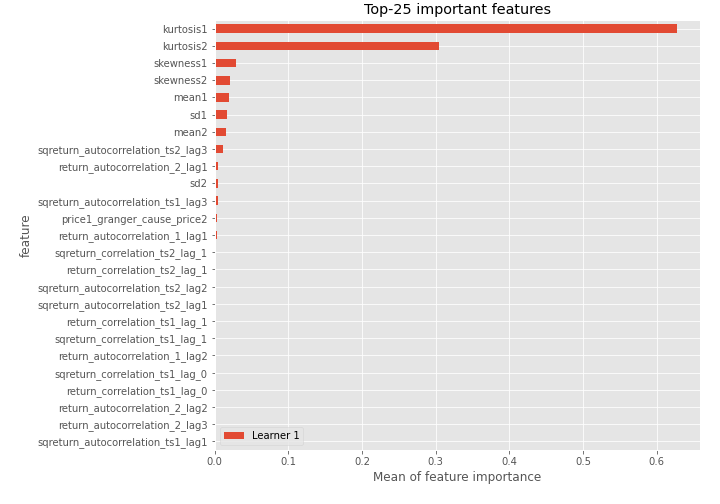 Top-25 important features
kurtosis1
kurtosis2
skewness1
skewness2
mean1
sd1
mean2
sqreturn_autocorrelation_ts2_lag3
return_autocorrelation_2_lag1
sd2
sqreturn_autocorrelation_ts1_lag3
price1_granger_cause_price2
return_autocorrelation_1_lag1
sqreturn_correlation_ts2_lag_1
return_correlation_ts2_lag_1
sqreturn_autocorrelation_ts2_lag2
sqreturn_autocorrelation_ts2_lag1
return_correlation_ts1_lag_1
sqreturn_correlation_ts1_lag_1
return_autocorrelation_1_lag2
sqreturn_correlation_ts1_lag_0
return_correlation_ts1_lag_0
return_autocorrelation_2_lag2
return_autocorrelation_2_lag3
sqreturn_autocorrelation_ts1_lag1
feature
Learner 1
0.0 0.1 0.2 0.3 0.4 0.5 0.6
Mean of feature importance